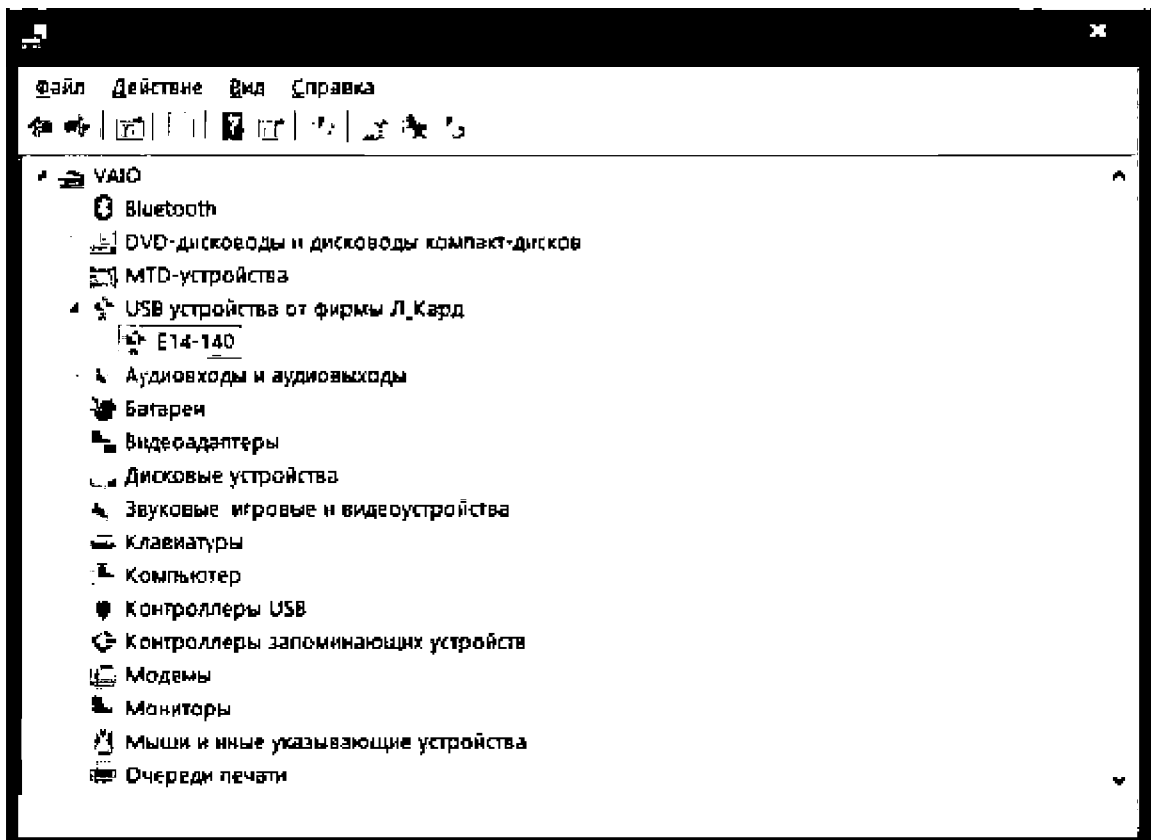 Файл Действие Вид Справка
VAIO
Bluetooth
DVD-дисководы и дисководы компакт-дисков
MTD-устройства
USB устройства от фирмы Л_Кард
E14-140
Аудиовходы и аудиовыходы
Батареи
Видеоадаптеры
Дисковые устройства
Звуковые игровые и видеоустройства
Клавиатуры
Компьютер
Контроллеры USB
Контроллеры запоминающих устройств
Модемы
Мониторы
Мыши и иные указывающие устройства
Очереди печати